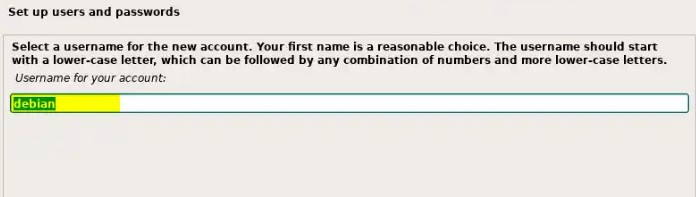 Set up users and passwords
Select a username for the new account. Your first name is a reasonable choice. The username should start
with a lower-case letter, which can be followed by any combination of numbers and more lower-case letters.
Username for your account:
debian